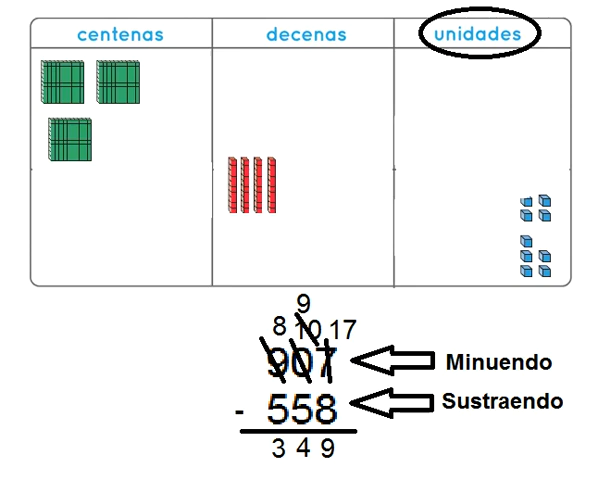 centenas decenas unidades
9
8 10 17
907 Minuendo
- 558 Sustraendo
3 4 9